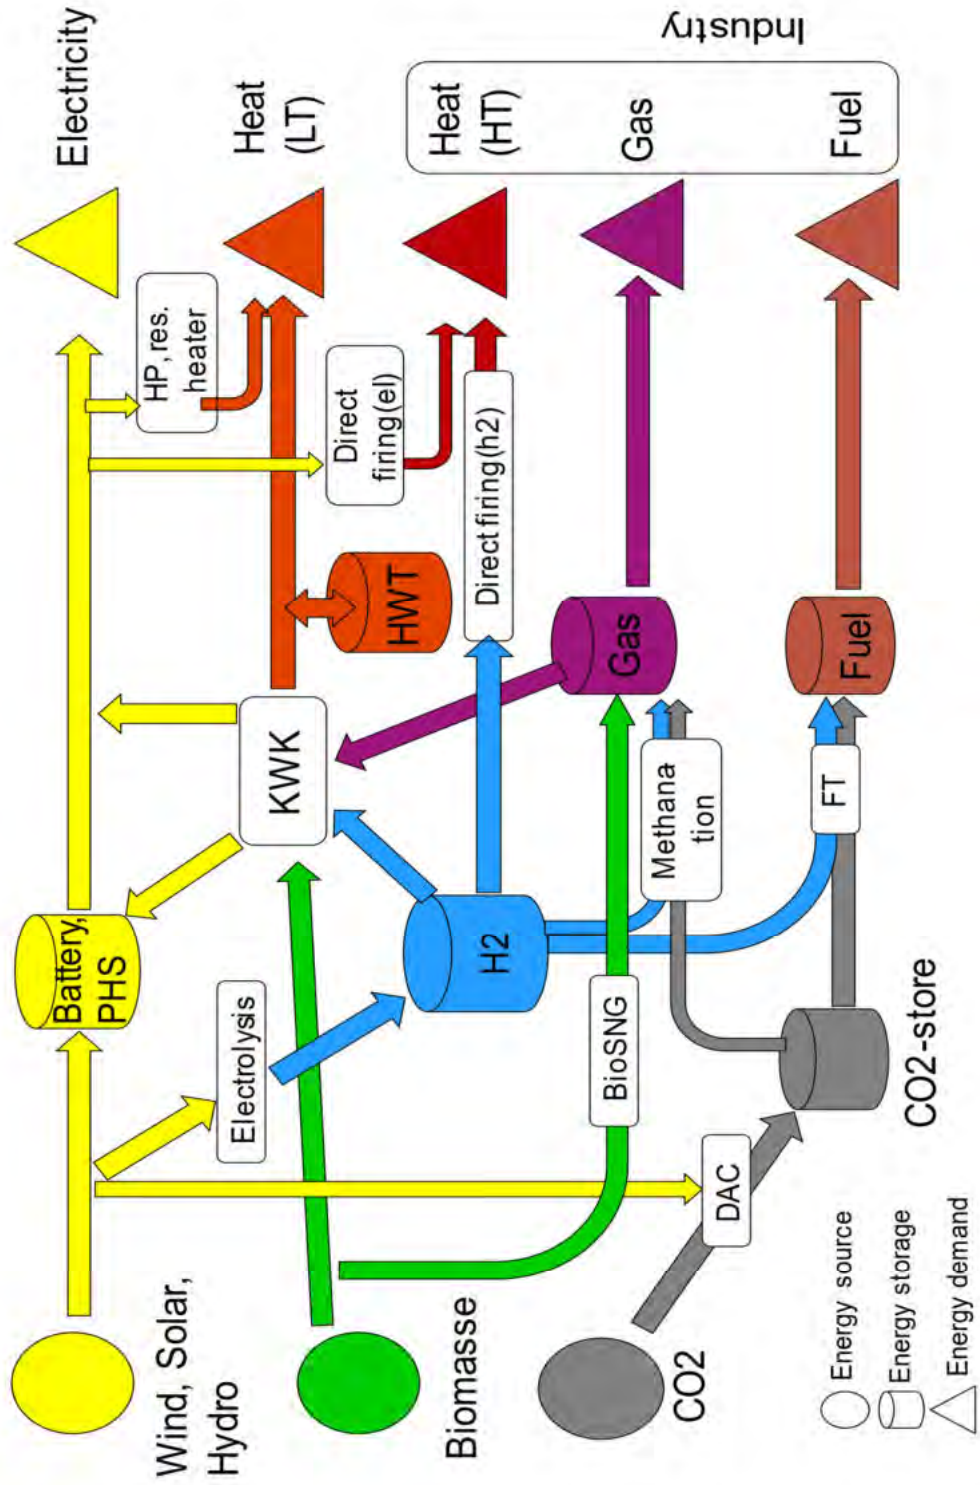 Electricity
Heat
(LT)
Industry
Heat
(HT)
Gas
Fuel
HP, res.
heater
Direct
firing(el)
Direct firing(h2)
HWT
KWK
Battery,
PHS
Electrolysis
H2
Gas
Fuel
Methana-
tion
FT
BioSNG
DAC
CO2-store
Wind, Solar,
Hydro
Biomasse
CO2
Energy source
Energy storage
Energy demand